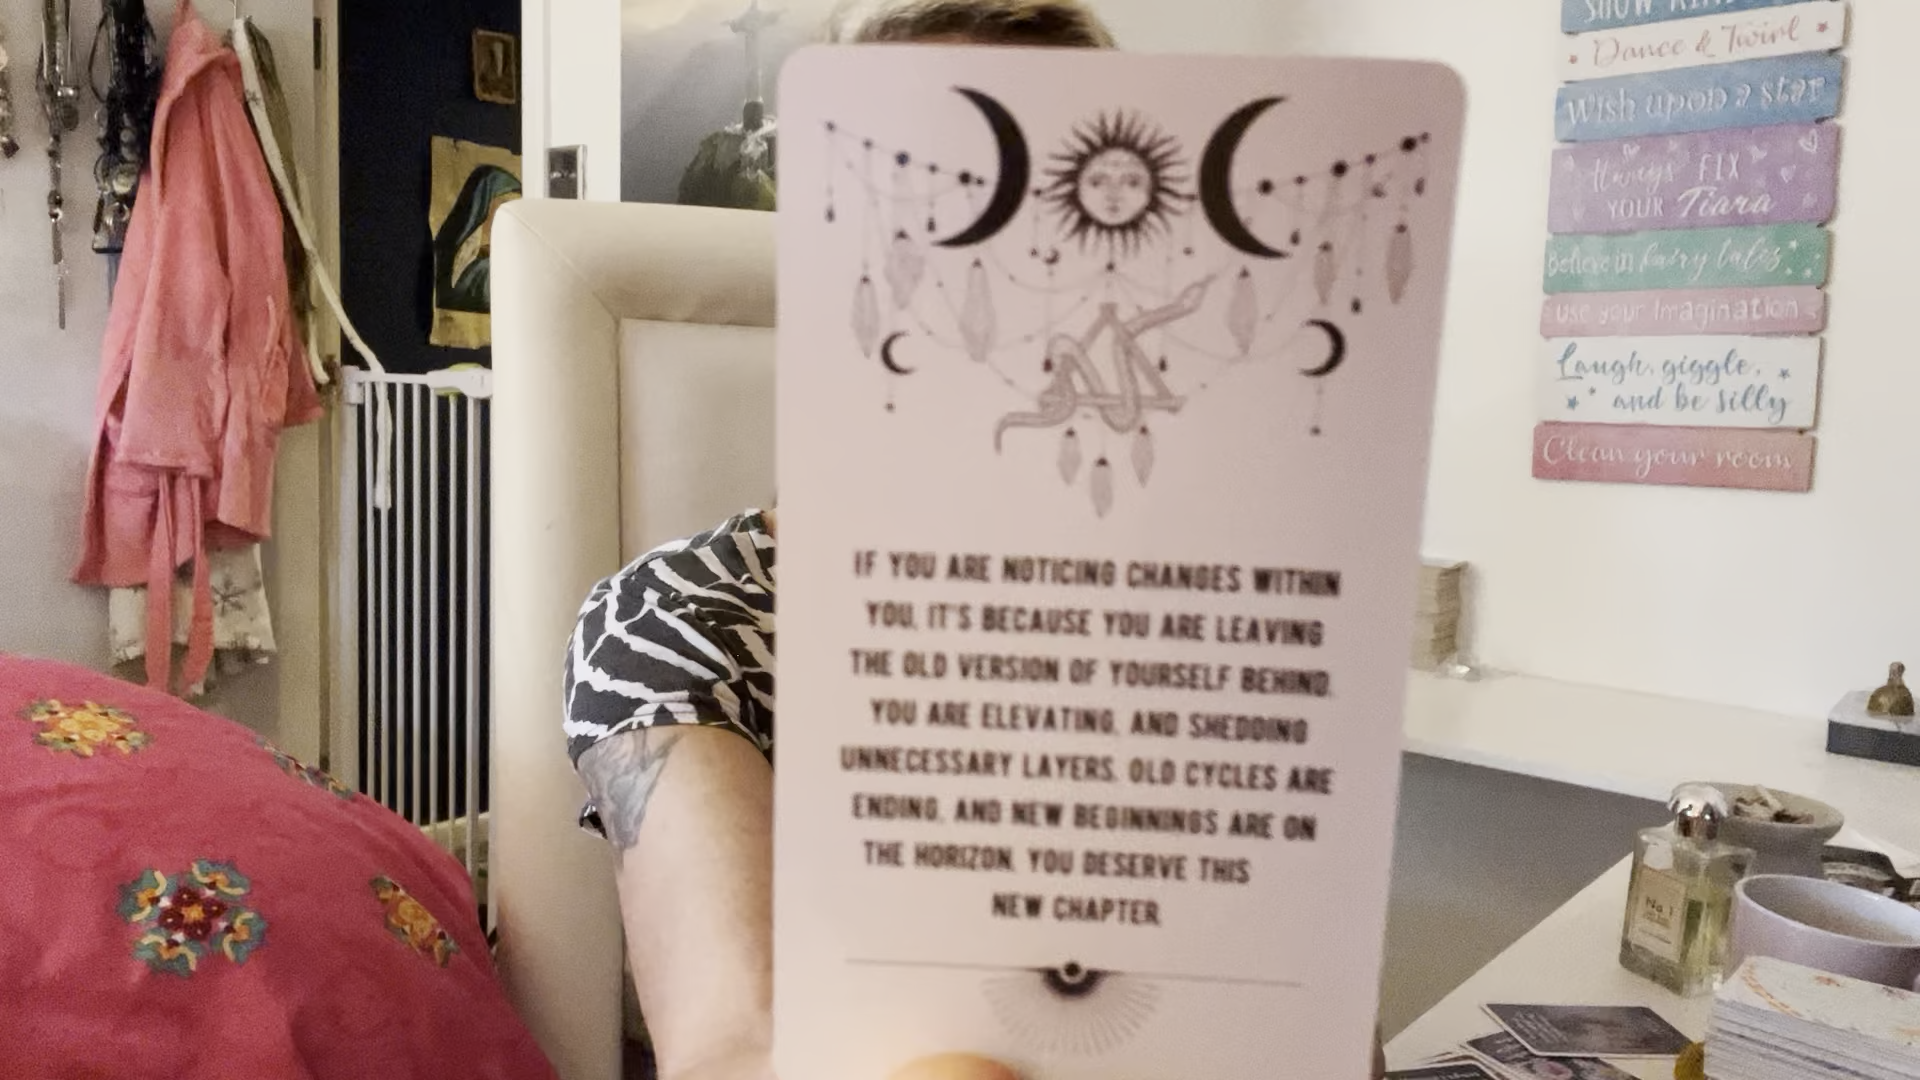 IF YOU ARE NOTICING CHANGES WITHIN
YOU, IT'S BECAUSE YOU ARE LEAVING
THE OLD VERSION OF YOURSELF BEHIND.
YOU ARE ELEVATING, AND SHEDDING
UNNECESSARY LAYERS. OLD CYCLES ARE
ENDING, AND NEW BEGINNINGS ARE ON
THE HORIZON. YOU DESERVE THIS
NEW CHAPTER.
SHOW
Dance & Twirl
Wish upon a star
Always FIX
YOUR Tiara
Believe in fairy tales
use your Imagination
Laugh, giggle,
and be silly
Clean your room
No.1